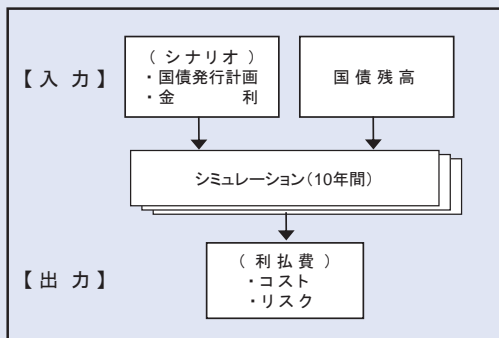 【入力】
(シナリオ)
・国債発行計画
・金　　利
国債残高
シミュレーション(10年間)
【出力】
(利払費)
・コスト
・リスク